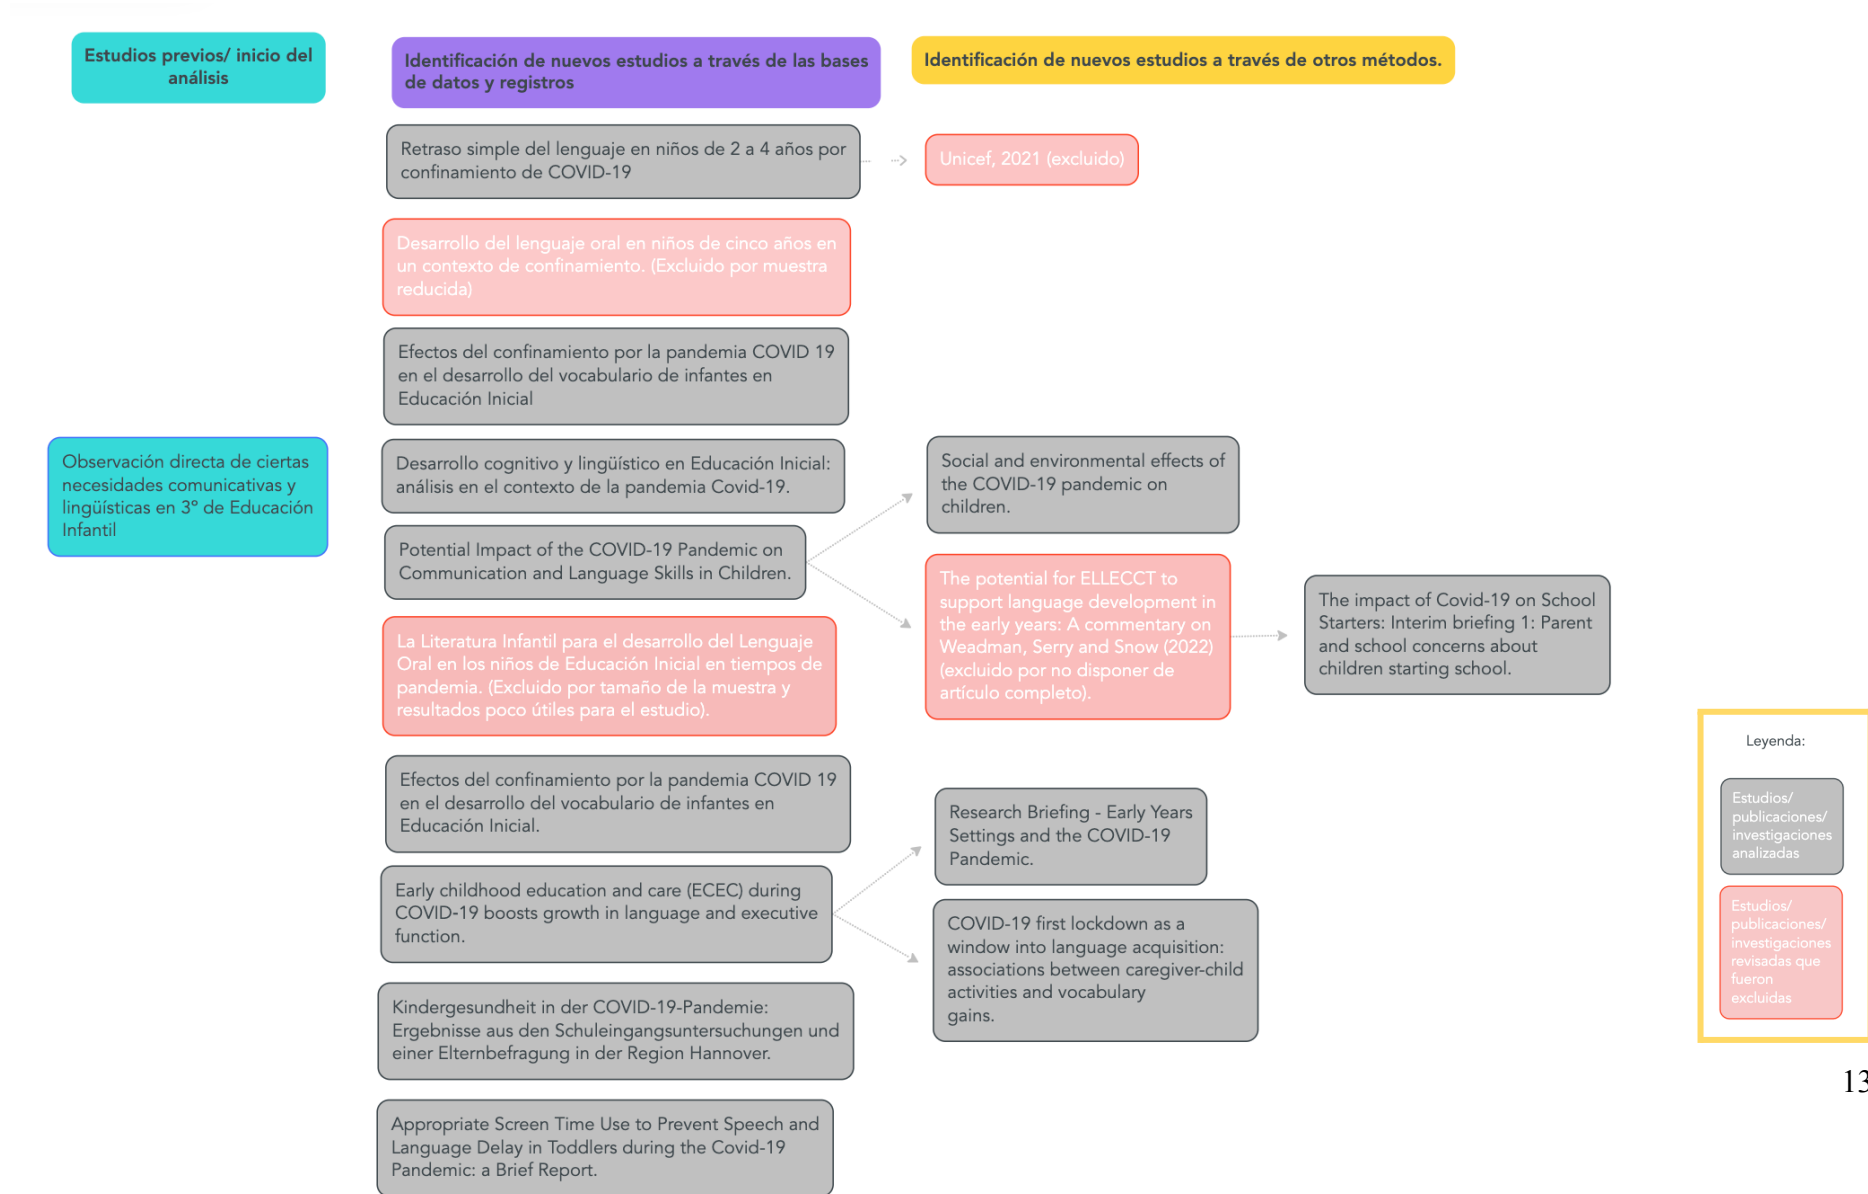 Estudios previos/ inicio del
análisis
Identificación de nuevos estudios a través de las bases
de datos y registros
Identificación de nuevos estudios a través de otros métodos.
Retraso simple del lenguaje en niños de 2 a 4 años por
confinamiento de COVID-19
Unicef, 2021 (excluido)
Desarrollo del lenguaje oral en niños de cinco años en
un contexto de confinamiento. (Excluido por muestra
reducida)
Efectos del confinamiento por la pandemia COVID 19
en el desarrollo del vocabulario de infantes en
Educación Inicial
Observación directa de ciertas
necesidades comunicativas y
lingüísticas en 3º de Educación
Infantil
Desarrollo cognitivo y lingüístico en Educación Inicial:
análisis en el contexto de la pandemia Covid-19.
Social and environmental effects of
the COVID-19 pandemic on
children.
Potential Impact of the COVID-19 Pandemic on
Communication and Language Skills in Children.
The potential for ELLECCT to
support language development in
the early years: A commentary on
Weadman, Serry and Snow (2022)
(excluido por no disponer de
artículo completo).
The impact of Covid-19 on School
Starters: Interim briefing 1: Parent
and school concerns about
children starting school.
La Literatura Infantil para el desarrollo del Lenguaje
Oral en los niños de Educación Inicial en tiempos de
pandemia. (Excluido por tamaño de la muestra y
resultados poco útiles para el estudio).
Efectos del confinamiento por la pandemia COVID 19
en el desarrollo del vocabulario de infantes en
Educación Inicial.
Research Briefing - Early Years
Settings and the COVID-19
Pandemic.
Early childhood education and care (ECEC) during
COVID-19 boosts growth in language and executive
function.
COVID-19 first lockdown as a
window into language acquisition:
associations between caregiver-child
activities and vocabulary
gains.
Kindergesundheit in der COVID-19-Pandemie:
Ergebnisse aus den Schuleingangsuntersuchungen und
einer Elternbefragung in der Region Hannover.
Appropriate Screen Time Use to Prevent Speech and
Language Delay in Toddlers during the Covid-19
Pandemic: a Brief Report.
Leyenda:
Estudios/
publicaciones/
investigaciones
analizadas
Estudios/
publicaciones/
investigaciones
revisadas que
fueron
excluidas
13